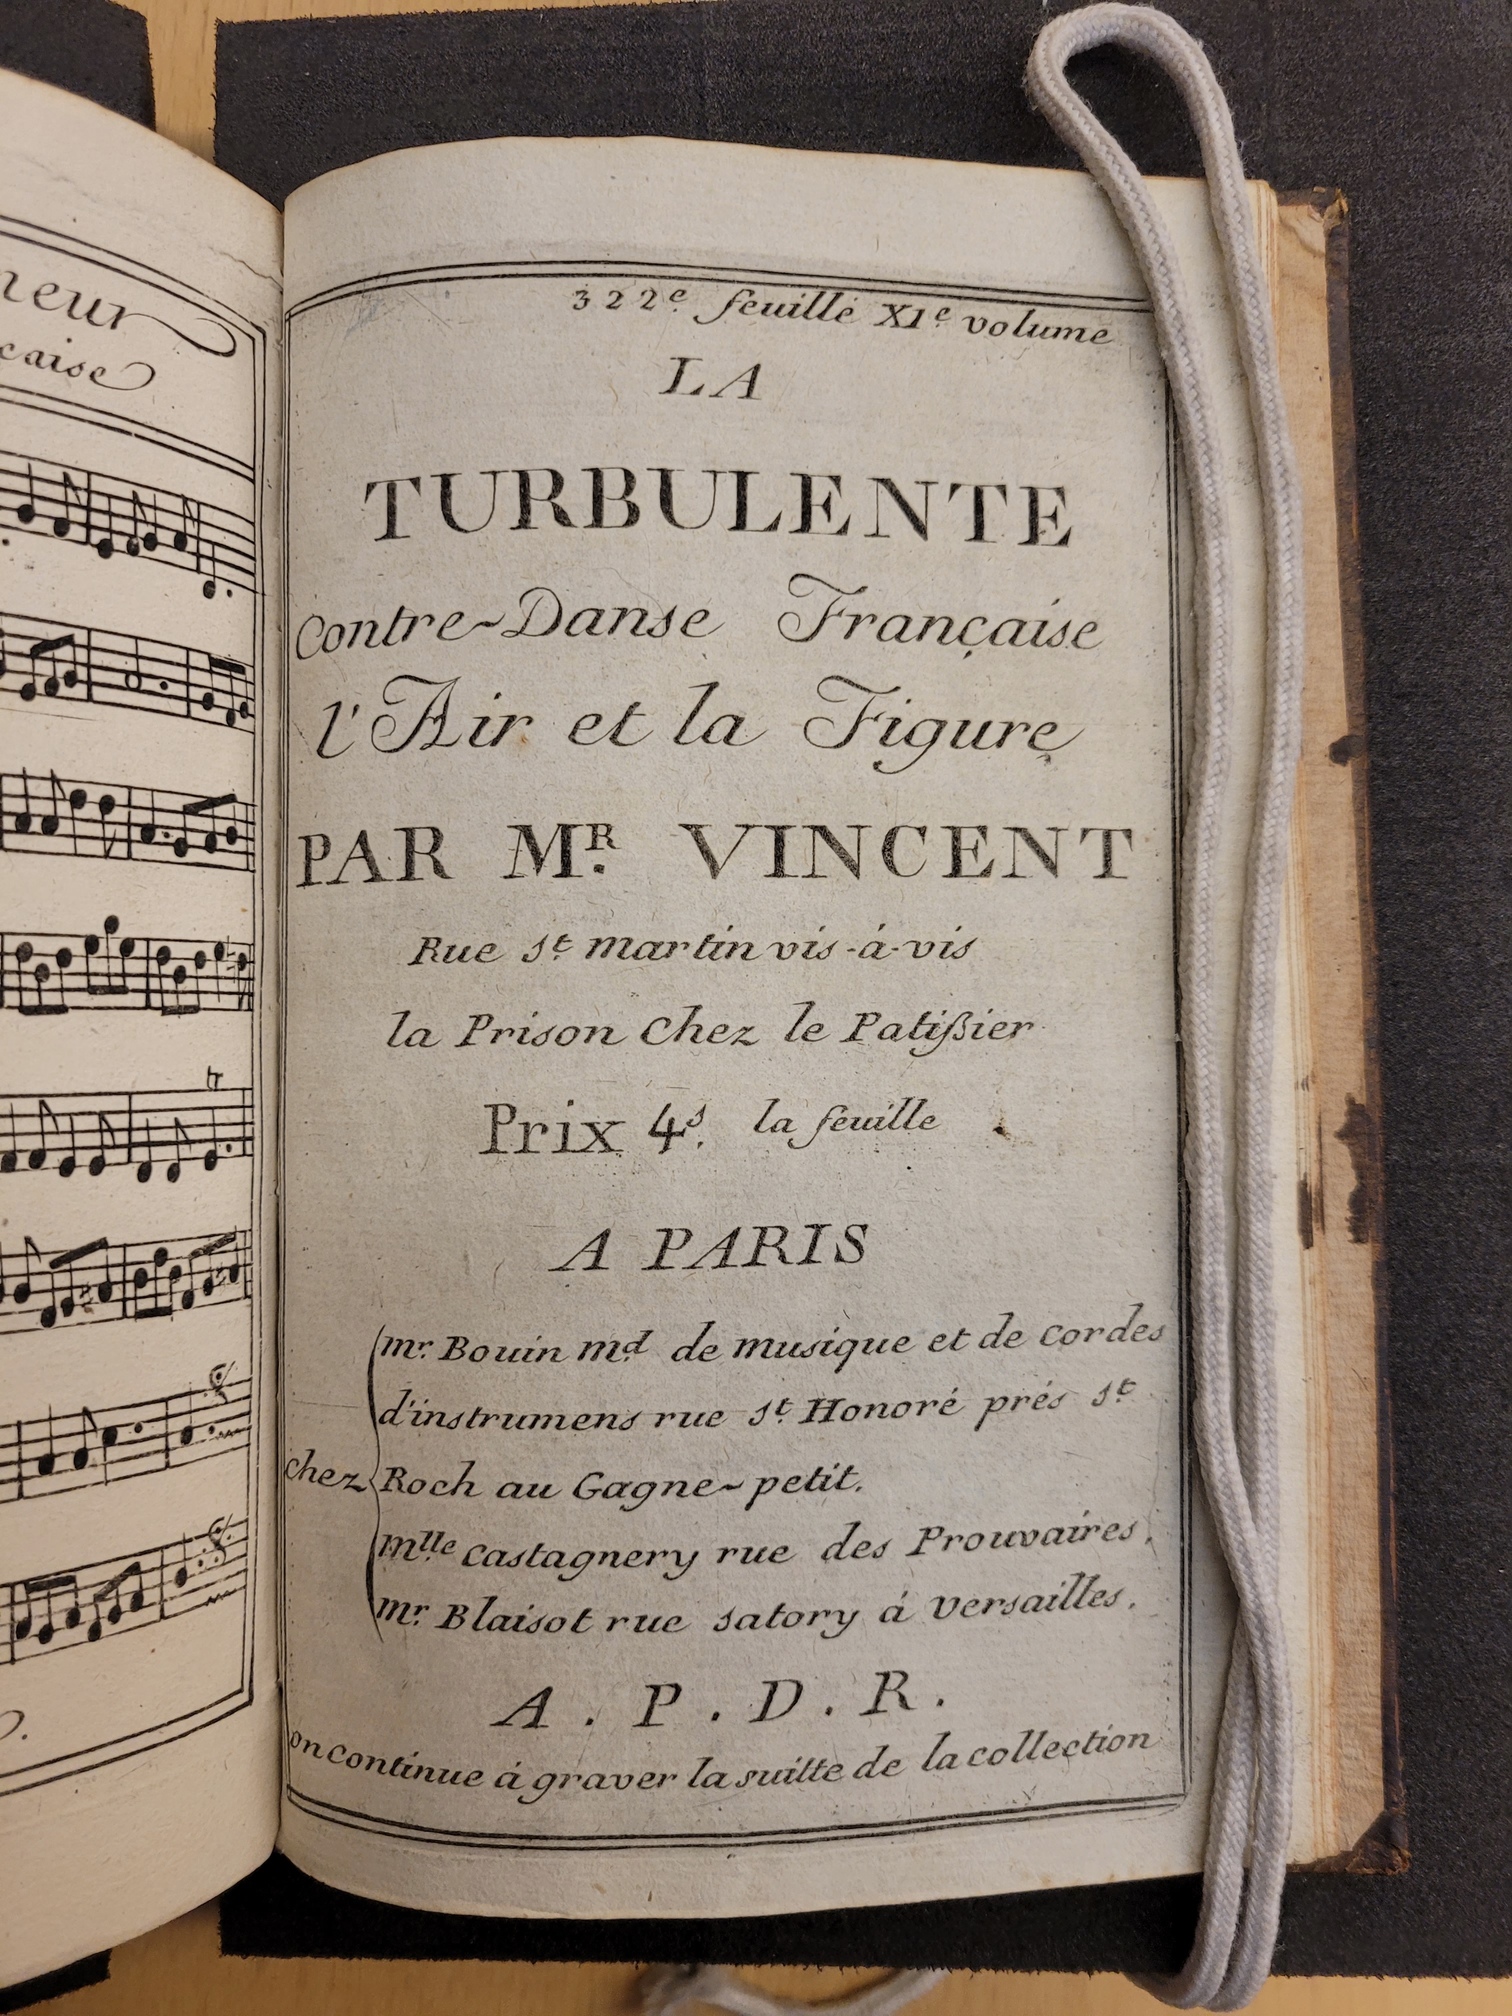 322e feuille XIe volume
LA
TURBULENTE
Contre-Danse Française
l'Air et la Figure
PAR MR. VINCENT
Rue St. martin vis-à-vis
la Prison Chez le Patißier
Prix 4s. la feuille
A PARIS
mr. Bouin md. de musique et de cordes
d'instrumens rue St. Honoré prés St.
chez Roch au Gagne-petit.
mlle. Castagnery rue des Prouvaires.
mr. Blaisot rue satory á versailles.
A. P. D. R.
on continue á graver la suitte de la collection